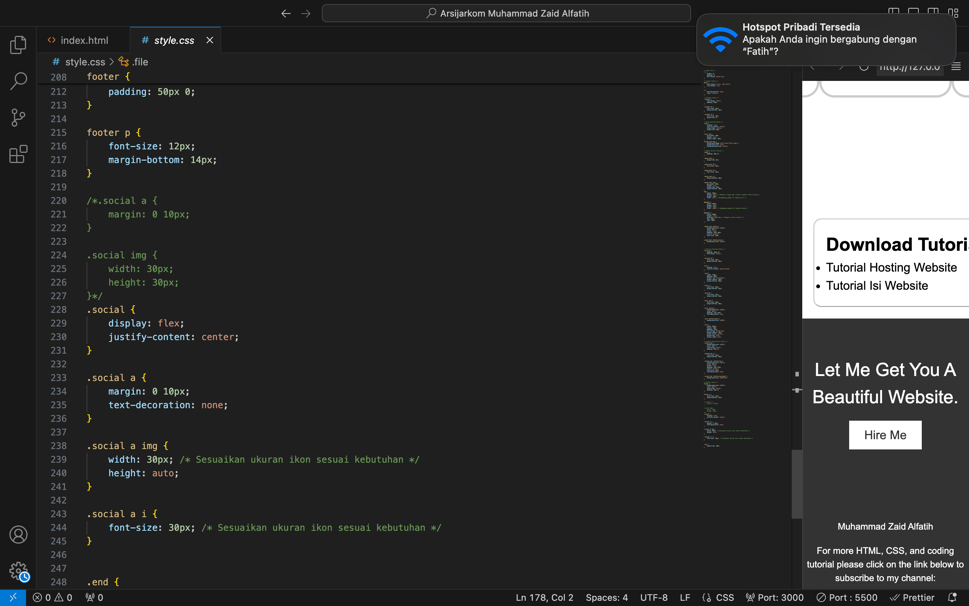 Arsijarkom Muhammad Zaid Alfatih
Hotspot Pribadi Tersedia
Apakah Anda ingin bergabung dengan
“Fatih”?
index.html
# style.css
# style.css > .file
208 footer {
212 padding: 50px 0;
213 }
214
215 footer p {
216 font-size: 12px;
217 margin-bottom: 14px;
218 }
219
220 /*.social a {
221 margin: 0 10px;
222 }
223
224 .social img {
225 width: 30px;
226 height: 30px;
227 }*/
228 .social {
229 display: flex;
230 justify-content: center;
231 }
232
233 .social a {
234 margin: 0 10px;
235 text-decoration: none;
236 }
237
238 .social a img {
239 width: 30px; /* Sesuaikan ukuran ikon sesuai kebutuhan */
240 height: auto;
241 }
242
243 .social a i {
244 font-size: 30px; /* Sesuaikan ukuran ikon sesuai kebutuhan */
245 }
246
247
248 .end {
http://127.0.0
Download Tutori
• Tutorial Hosting Website
• Tutorial Isi Website
Let Me Get You A
Beautiful Website.
Hire Me
Muhammad Zaid Alfatih
For more HTML, CSS, and coding
tutorial please click on the link below to
subscribe to my channel:
0 0 0 Ln 178, Col 2 Spaces: 4 UTF-8 LF CSS Port: 3000 Port : 5500 Prettier